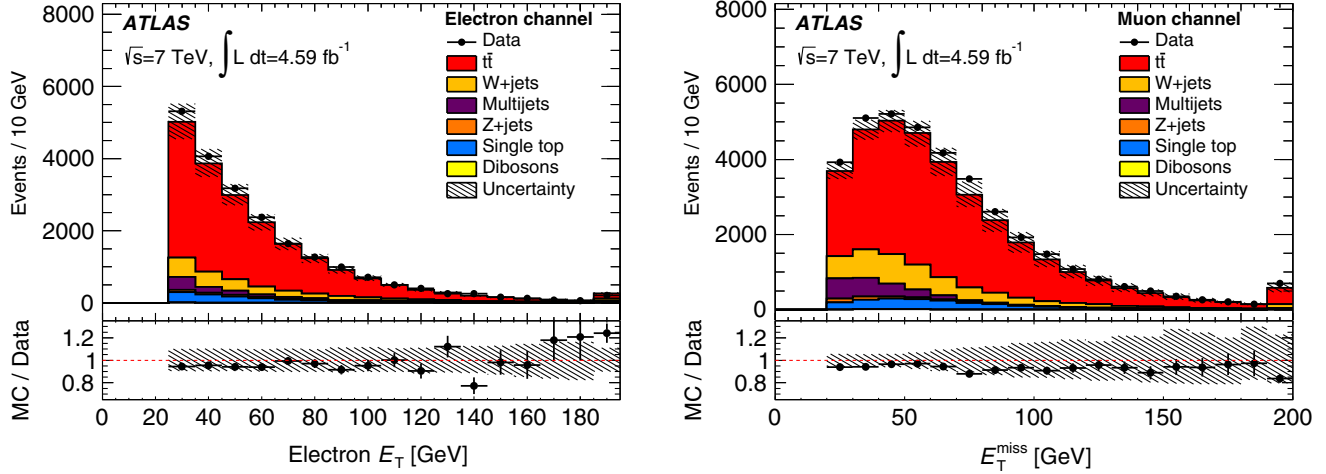 ATLAS
√s=7 TeV, ∫L dt=4.59 fb⁻¹
Electron channel
Data
tt̄
W+jets
Multijets
Z+jets
Single top
Dibosons
Uncertainty
Events / 10 GeV
8000
6000
4000
2000
0
MC / Data
1.2
1
0.8
0 20 40 60 80 100 120 140 160 180
Electron E_T [GeV]
ATLAS
√s=7 TeV, ∫L dt=4.59 fb⁻¹
Muon channel
Data
tt̄
W+jets
Multijets
Z+jets
Single top
Dibosons
Uncertainty
Events / 10 GeV
8000
6000
4000
2000
0
MC / Data
1.2
1
0.8
0 50 100 150 200
E_T^miss [GeV]